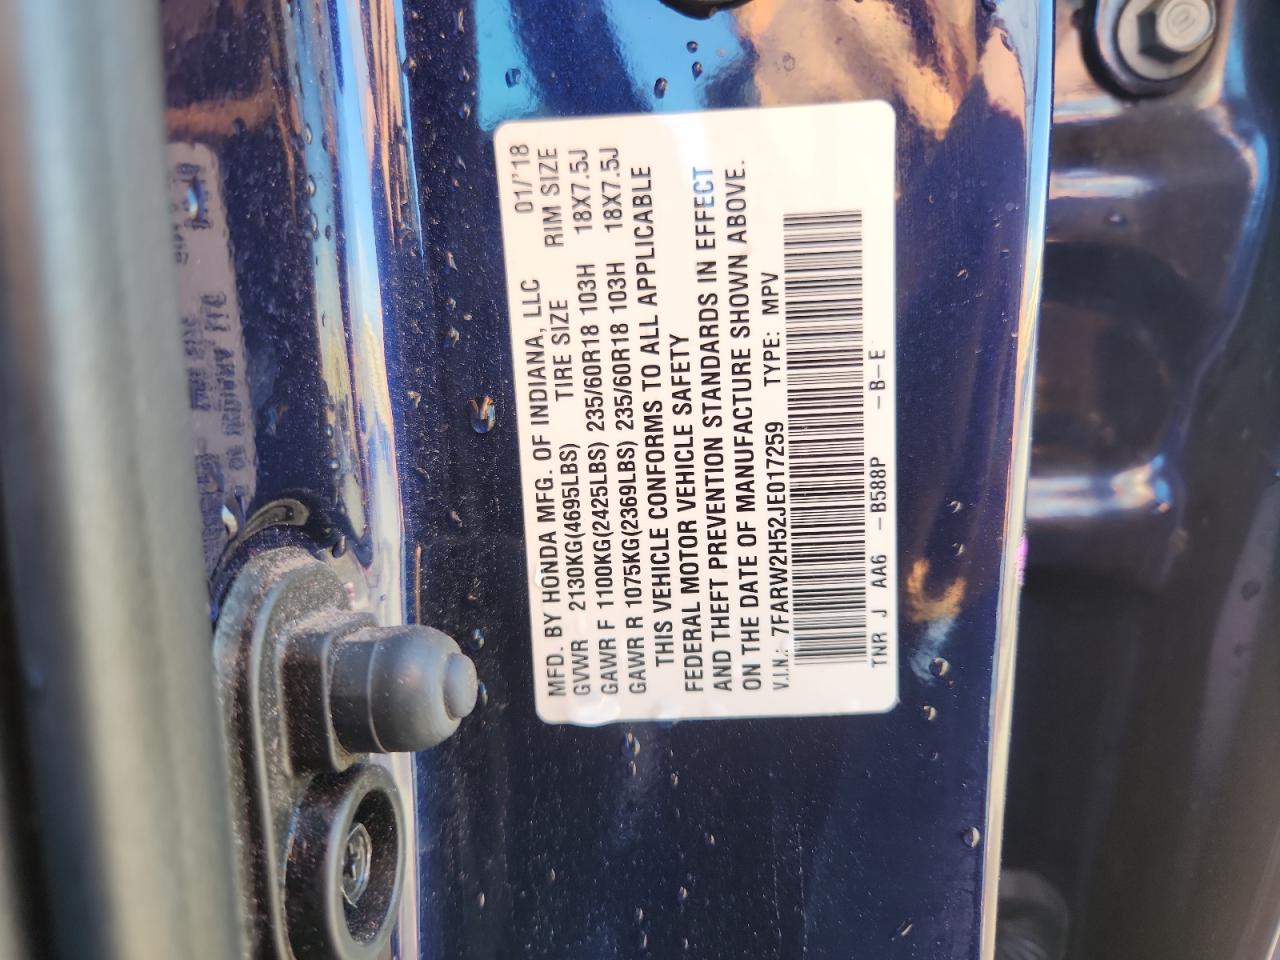 MFD. BY HONDA MFG. OF INDIANA, LLC 01/'18
GVWR 2130KG(4695LBS) TIRE SIZE RIM SIZE
GAWR F 1100KG(2425LBS) 235/60R18 103H 18X7.5J
GAWR R 1075KG(2369LBS) 235/60R18 103H 18X7.5J
THIS VEHICLE CONFORMS TO ALL APPLICABLE
FEDERAL MOTOR VEHICLE SAFETY
AND THEFT PREVENTION STANDARDS IN EFFECT
ON THE DATE OF MANUFACTURE SHOWN ABOVE.
V.I.N.: 7FARW2H52JE017259 TYPE: MPV
TNR J AA6 -B588P -B-E